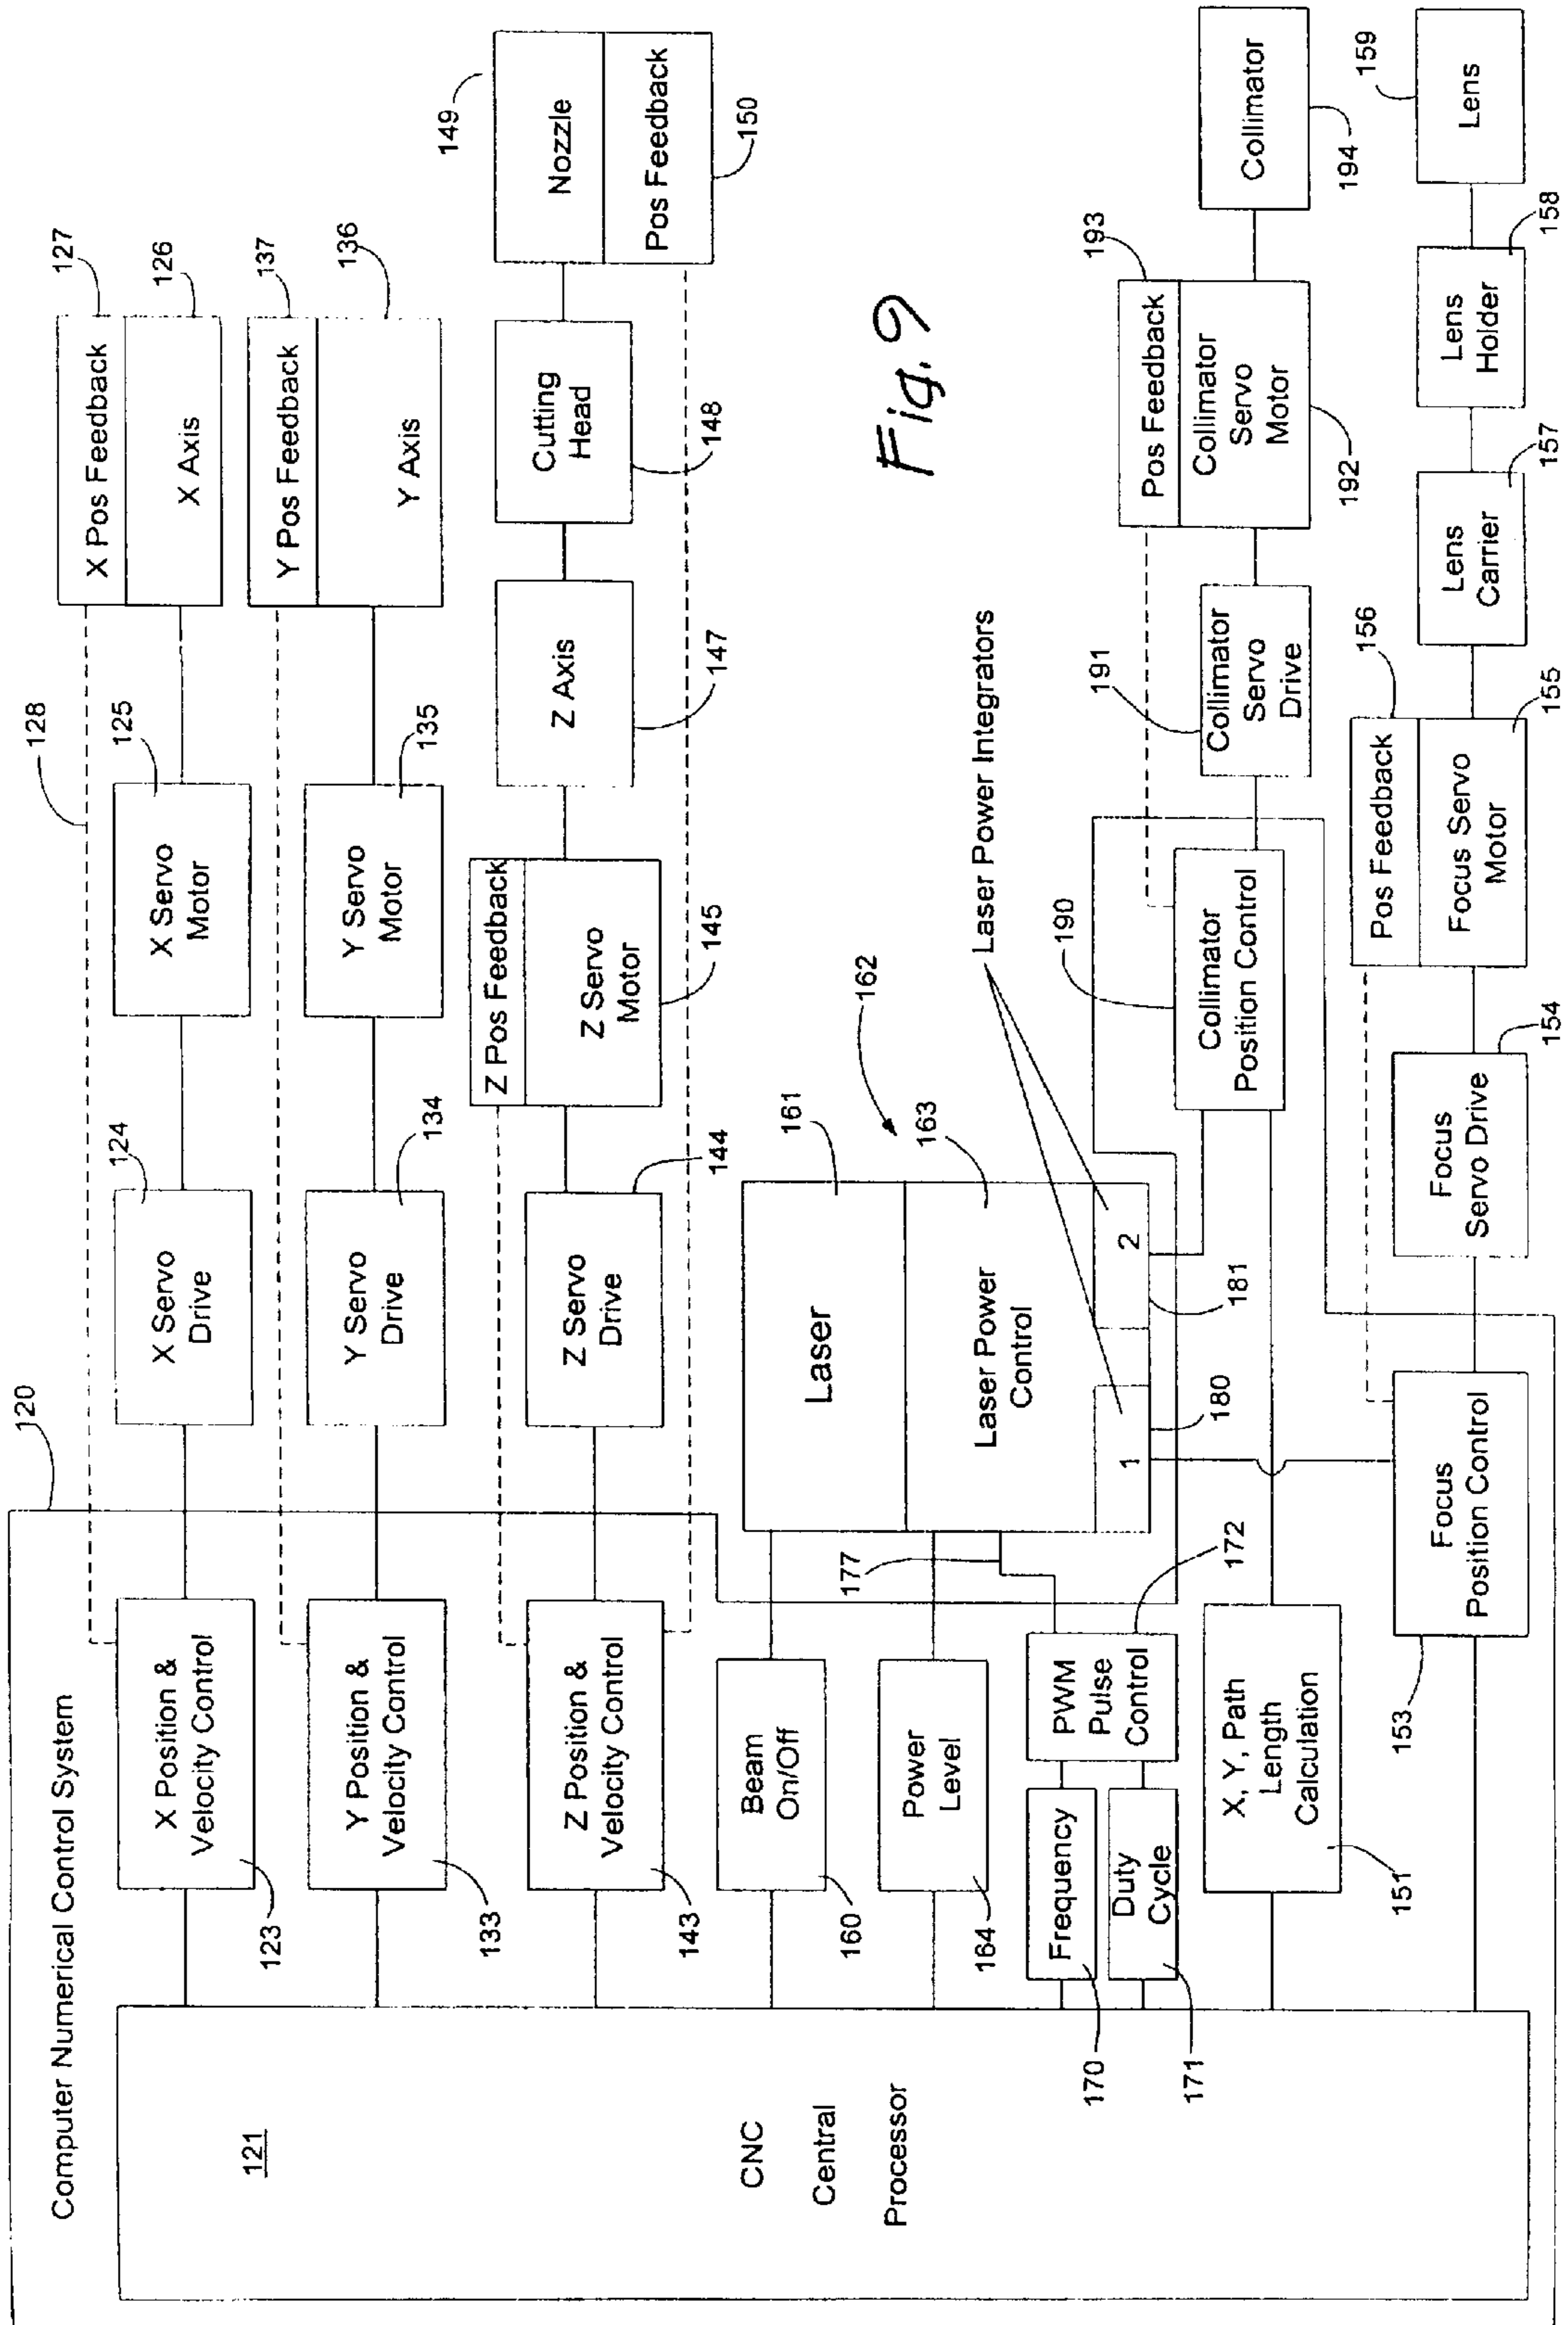 Computer Numerical Control System
120
121
CNC
Central
Processor
X Position &
Velocity Control
123
X Servo
Drive
124
X Servo
Motor
125
128
X Pos Feedback
127
X Axis
126
Y Position &
Velocity Control
133
Y Servo
Drive
134
Y Servo
Motor
135
Y Pos Feedback
137
Y Axis
136
Z Position &
Velocity Control
143
Z Servo
Drive
144
Z Pos Feedback
Z Servo
Motor
145
Z Axis
147
Cutting
Head
148
Nozzle
149
Pos Feedback
150
Beam
On/Off
160
Power
Level
164
Laser
161
162
Laser Power
Control
163
177
Laser Power Integrators
1
180
2
181
Frequency
170
Duty
Cycle
171
PWM
Pulse
Control
172
X, Y, Path
Length
Calculation
151
Collimator
Position Control
190
Collimator
Servo
Drive
191
Pos Feedback
193
Collimator
Servo
Motor
192
Collimator
194
Focus
Position Control
153
Focus
Servo Drive
154
Pos Feedback
156
Focus Servo
Motor
155
Lens
Carrier
157
Lens
Holder
158
Lens
159
Fig. 9